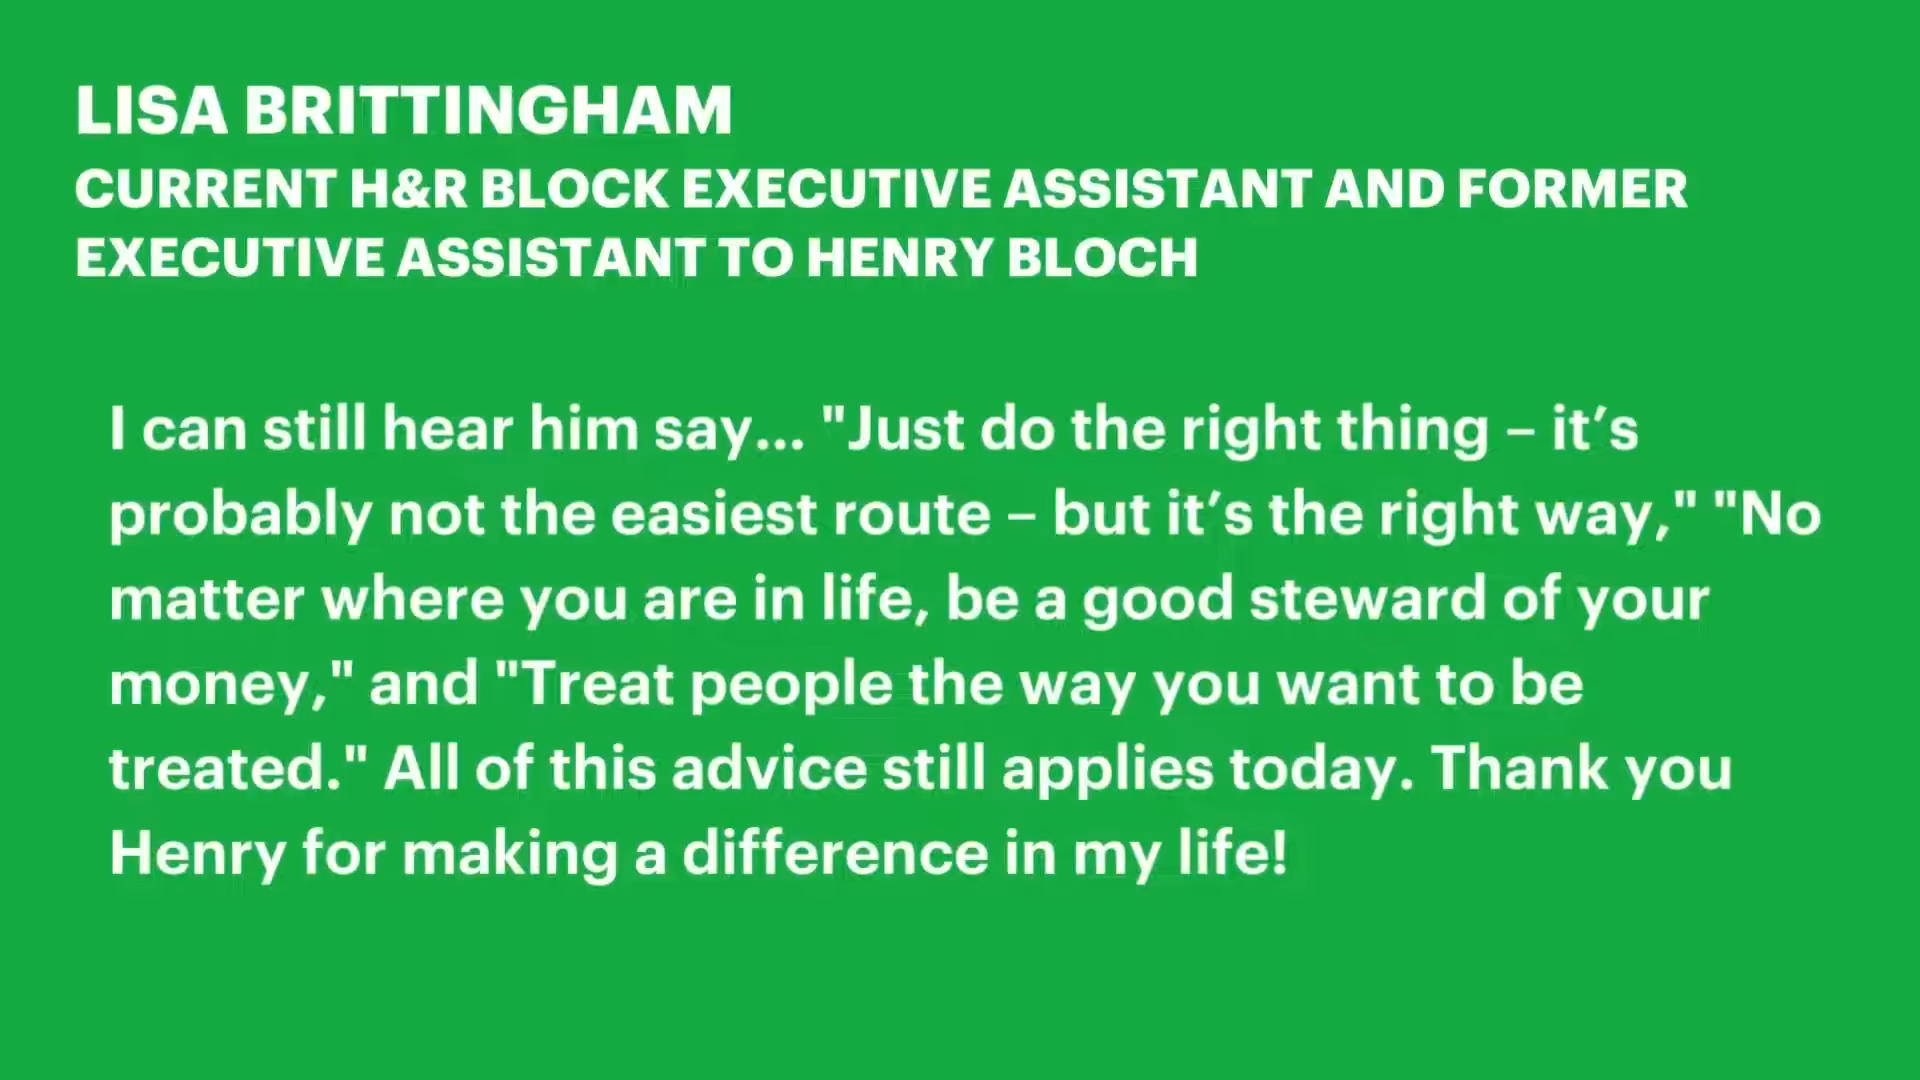 LISA BRITTINGHAM
CURRENT H&R BLOCK EXECUTIVE ASSISTANT AND FORMER
EXECUTIVE ASSISTANT TO HENRY BLOCH
I can still hear him say... "Just do the right thing – it’s
probably not the easiest route – but it’s the right way," "No
matter where you are in life, be a good steward of your
money," and "Treat people the way you want to be
treated." All of this advice still applies today. Thank you
Henry for making a difference in my life!